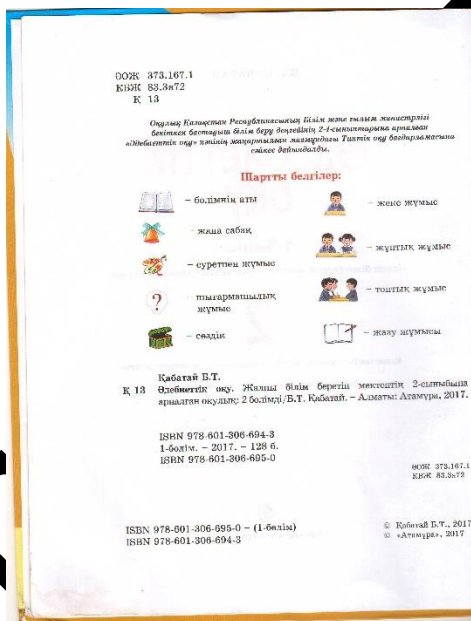 ӘОЖ 373.167.1
КБЖ 83.3я72
Қ 13
Оқулық Қазақстан Республикасының Білім және ғылым министрлігі
бекіткен бастауыш білім беру деңгейінің 2-4-сыныптарына арналған
«Әдебиеттік оқу» пәнінің жаңартылған мазмұндағы Типтік оқу бағдарламасына
сәйкес дайындалды.
Шартты белгілер:
– бөлімнің аты
– жеке жұмыс
– жаңа сабақ
– жұптық жұмыс
– суретпен жұмыс
– топтық жұмыс
?
– шығармашылық
жұмыс
– сөздік
– жазу жұмысы
Қабатай Б.Т.
Қ 13 Әдебиеттік оқу. Жалпы білім беретін мектептің 2-сыныбына
арналған оқулық: 2 бөлімді/Б.Т. Қабатай. – Алматы: Атамұра, 2017.
ISBN 978-601-306-694-3
1-бөлім. – 2017. – 128 б.
ISBN 978-601-306-695-0
ӘОЖ 373.167.1
КБЖ 83.3я72
ISBN 978-601-306-695-0 – (1-бөлім)
ISBN 978-601-306-694-3
© Қабатай Б.Т., 2017
© «Атамұра», 2017